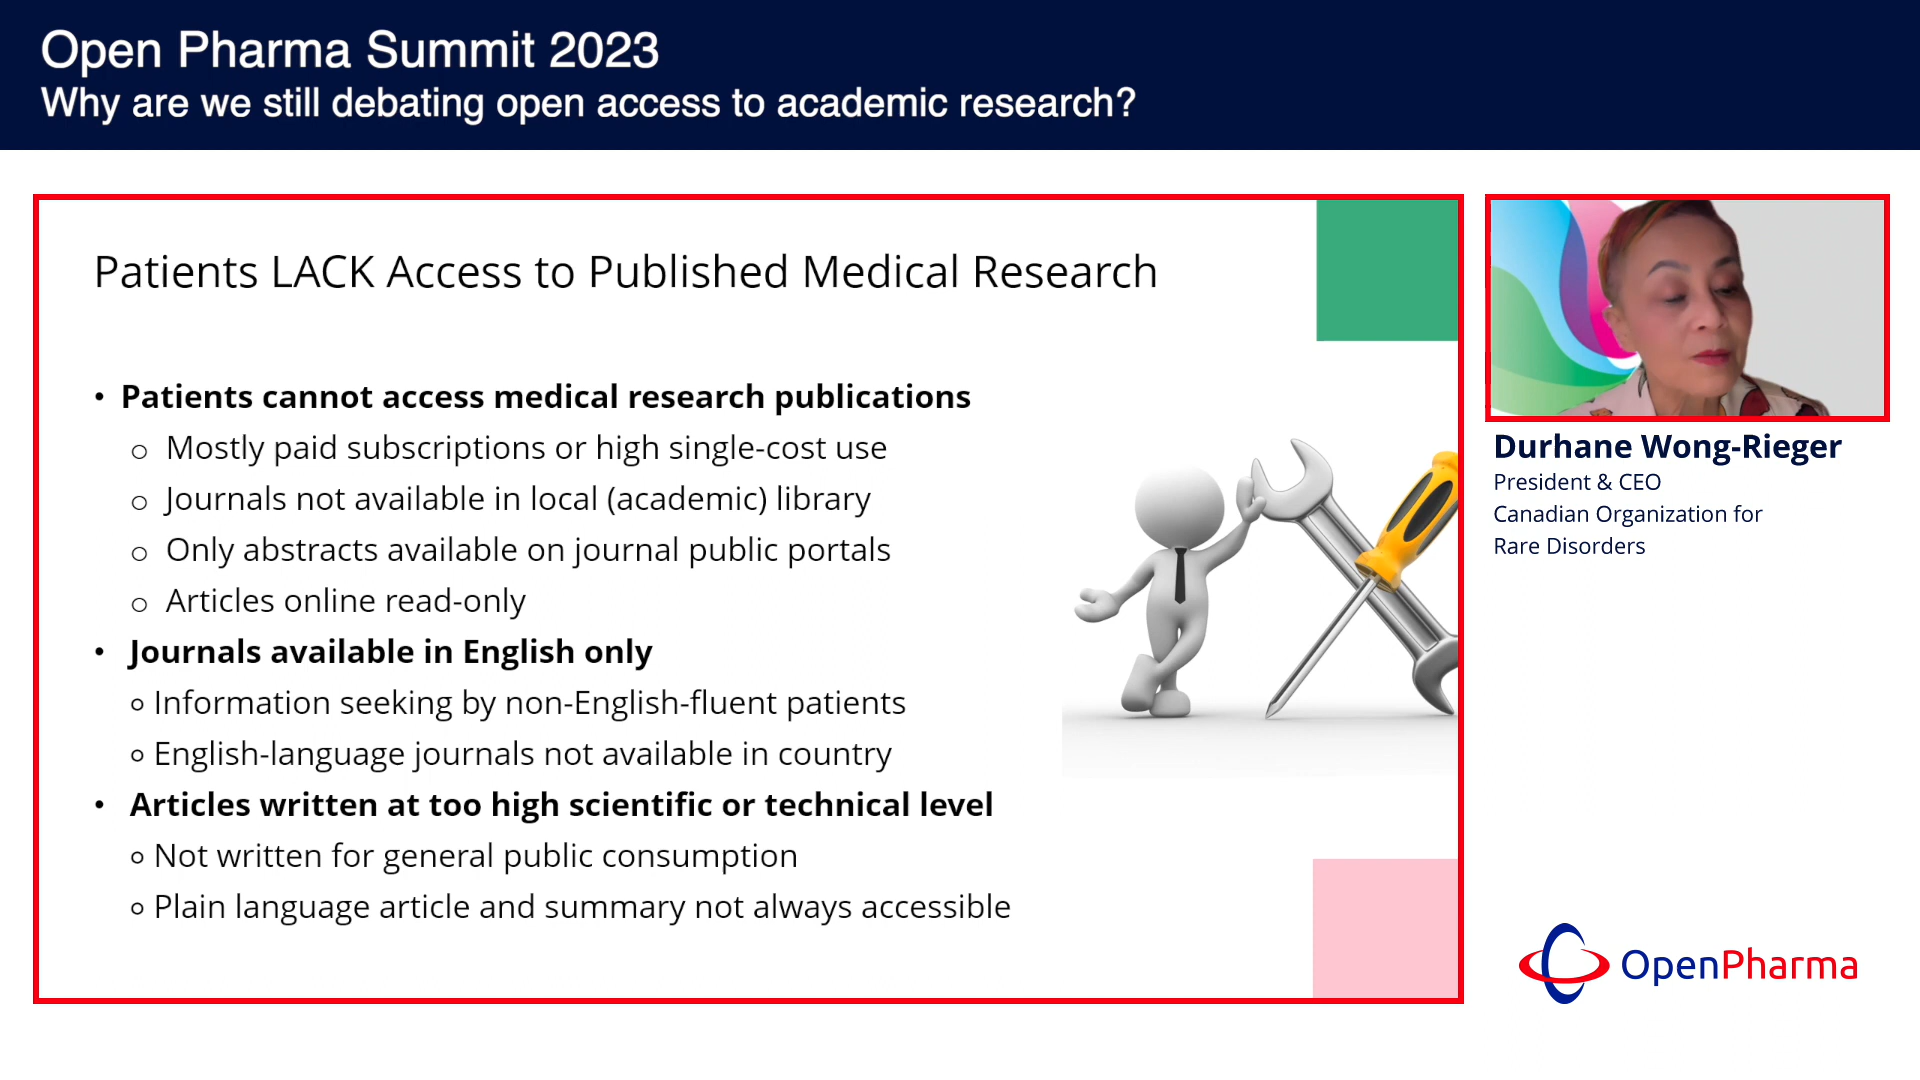 Open Pharma Summit 2023
Why are we still debating open access to academic research?
Patients LACK Access to Published Medical Research
• Patients cannot access medical research publications
o Mostly paid subscriptions or high single-cost use
o Journals not available in local (academic) library
o Only abstracts available on journal public portals
o Articles online read-only
• Journals available in English only
o Information seeking by non-English-fluent patients
o English-language journals not available in country
• Articles written at too high scientific or technical level
o Not written for general public consumption
o Plain language article and summary not always accessible
Durhane Wong-Rieger
President & CEO
Canadian Organization for
Rare Disorders
OpenPharma